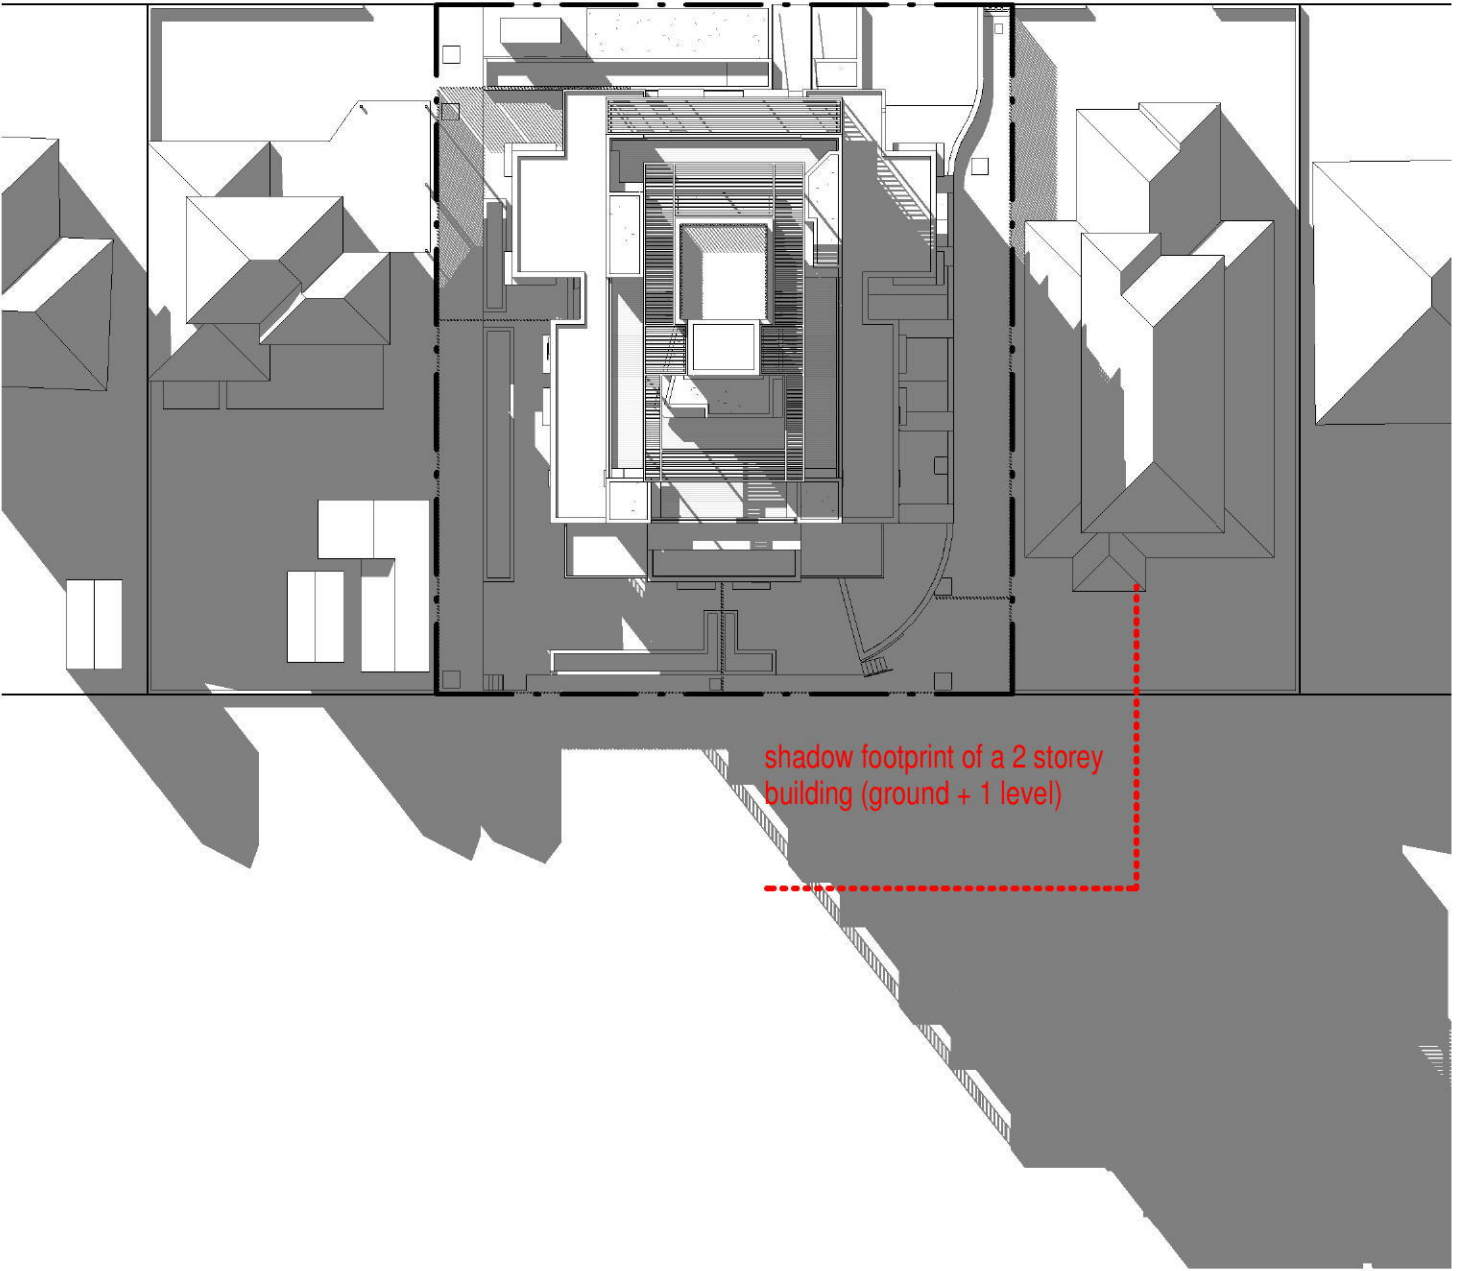 shadow footprint of a 2 storey
building (ground + 1 level)